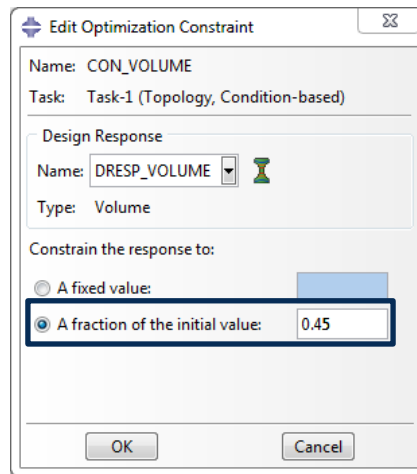 Edit Optimization Constraint
Name: CON_VOLUME
Task: Task-1 (Topology, Condition-based)
Design Response
Name: DRESP_VOLUME
Type: Volume
Constrain the response to:
A fixed value:
A fraction of the initial value: 0.45
OK Cancel